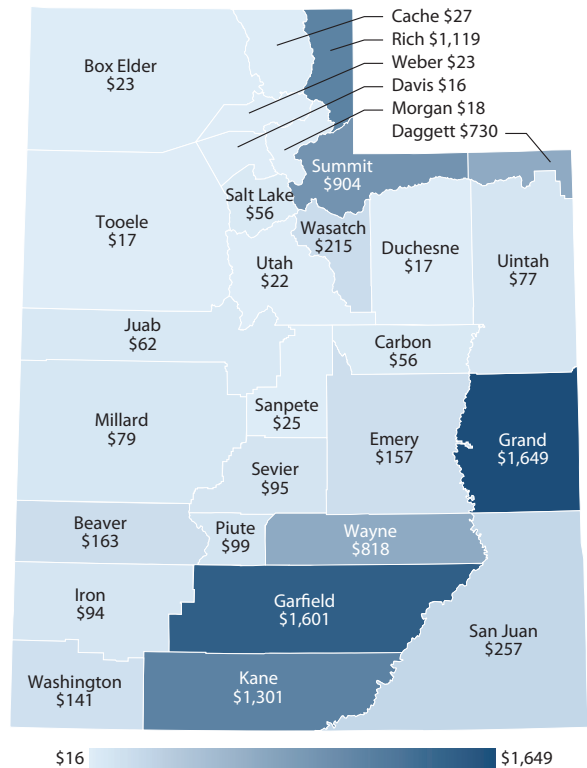 Cache $27
Rich $1,119
Weber $23
Davis $16
Morgan $18
Daggett $730
Box Elder
$23
Summit
$904
Salt Lake
$56
Tooele
$17
Wasatch
$215
Duchesne
$17
Uintah
$77
Utah
$22
Juab
$62
Carbon
$56
Sanpete
$25
Millard
$79
Emery
$157
Grand
$1,649
Sevier
$95
Beaver
$163
Piute
$99
Wayne
$818
Iron
$94
Garfield
$1,601
San Juan
$257
Washington
$141
Kane
$1,301
$16
$1,649